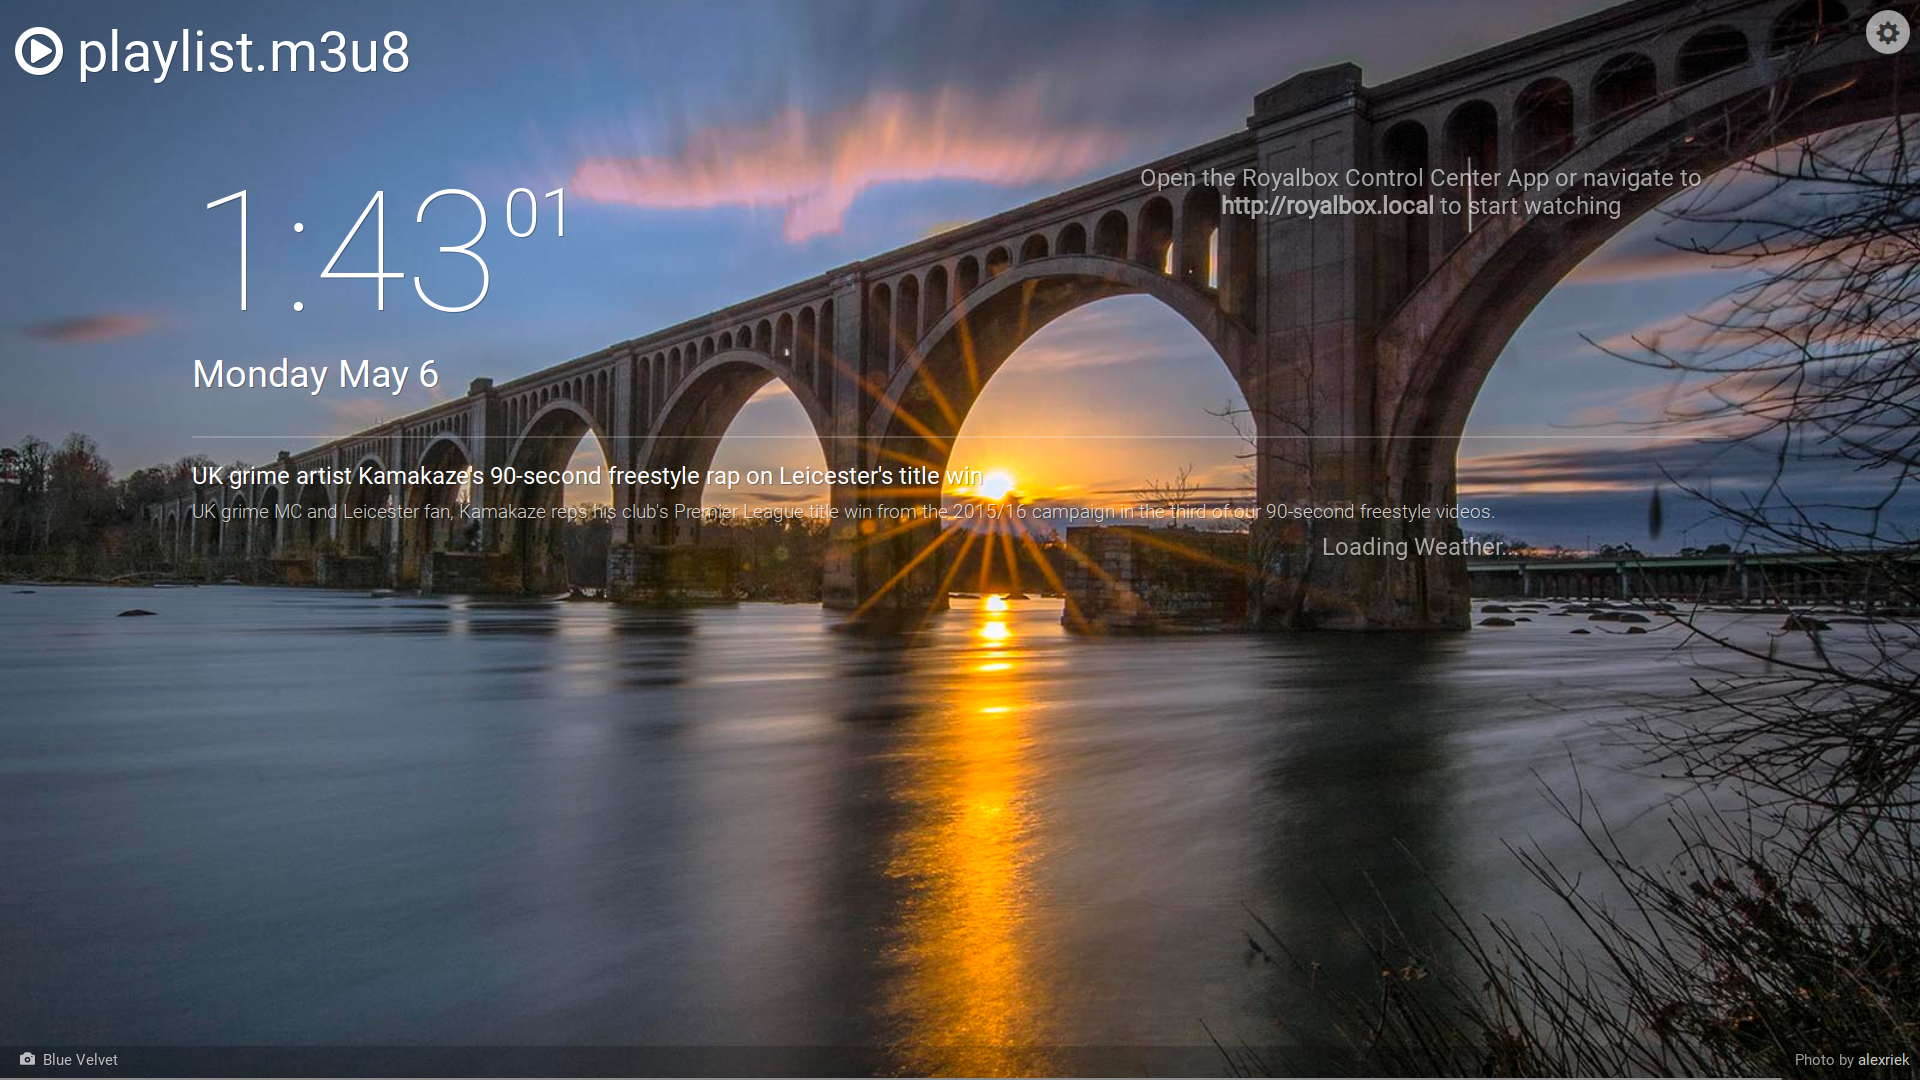 playlist.m3u8
1:43 01
Open the Royalbox Control Center App or navigate to
http://royalbox.local to start watching
Monday May 6
UK grime artist Kamakaze's 90-second freestyle rap on Leicester's title win
UK grime MC and Leicester fan, Kamakaze reps his club's Premier League title win from the 2015/16 campaign in the third of our 90-second freestyle videos.
Loading Weather...
Blue Velvet
Photo by alexriek